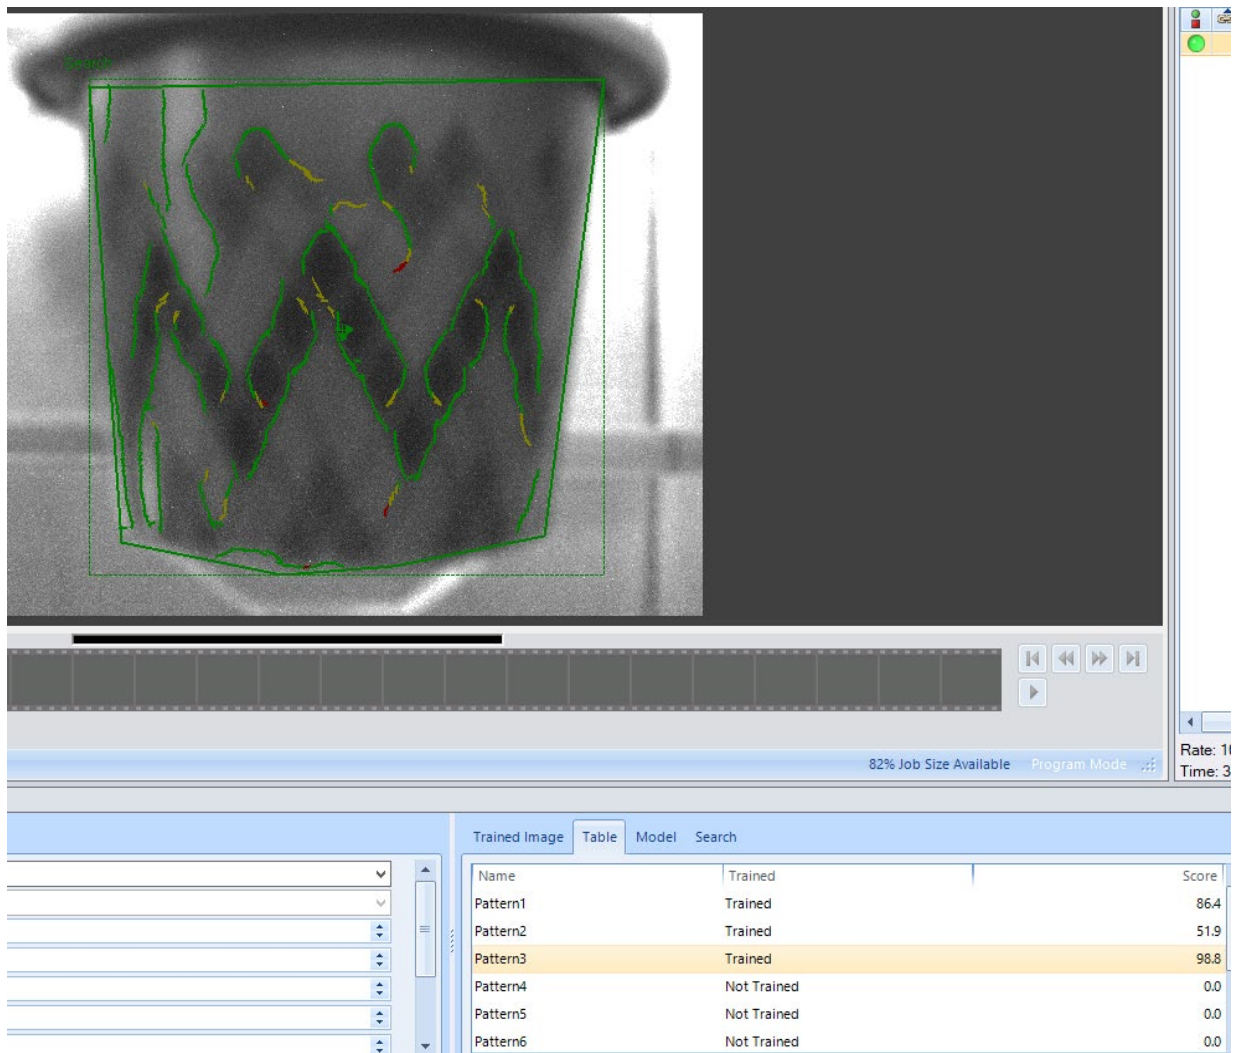 Search
82% Job Size Available Program Mode
Rate: 1
Time: 3
Trained Image Table Model Search
Name Trained Score
Pattern1 Trained 86.4
Pattern2 Trained 51.9
Pattern3 Trained 98.8
Pattern4 Not Trained 0.0
Pattern5 Not Trained 0.0
Pattern6 Not Trained 0.0